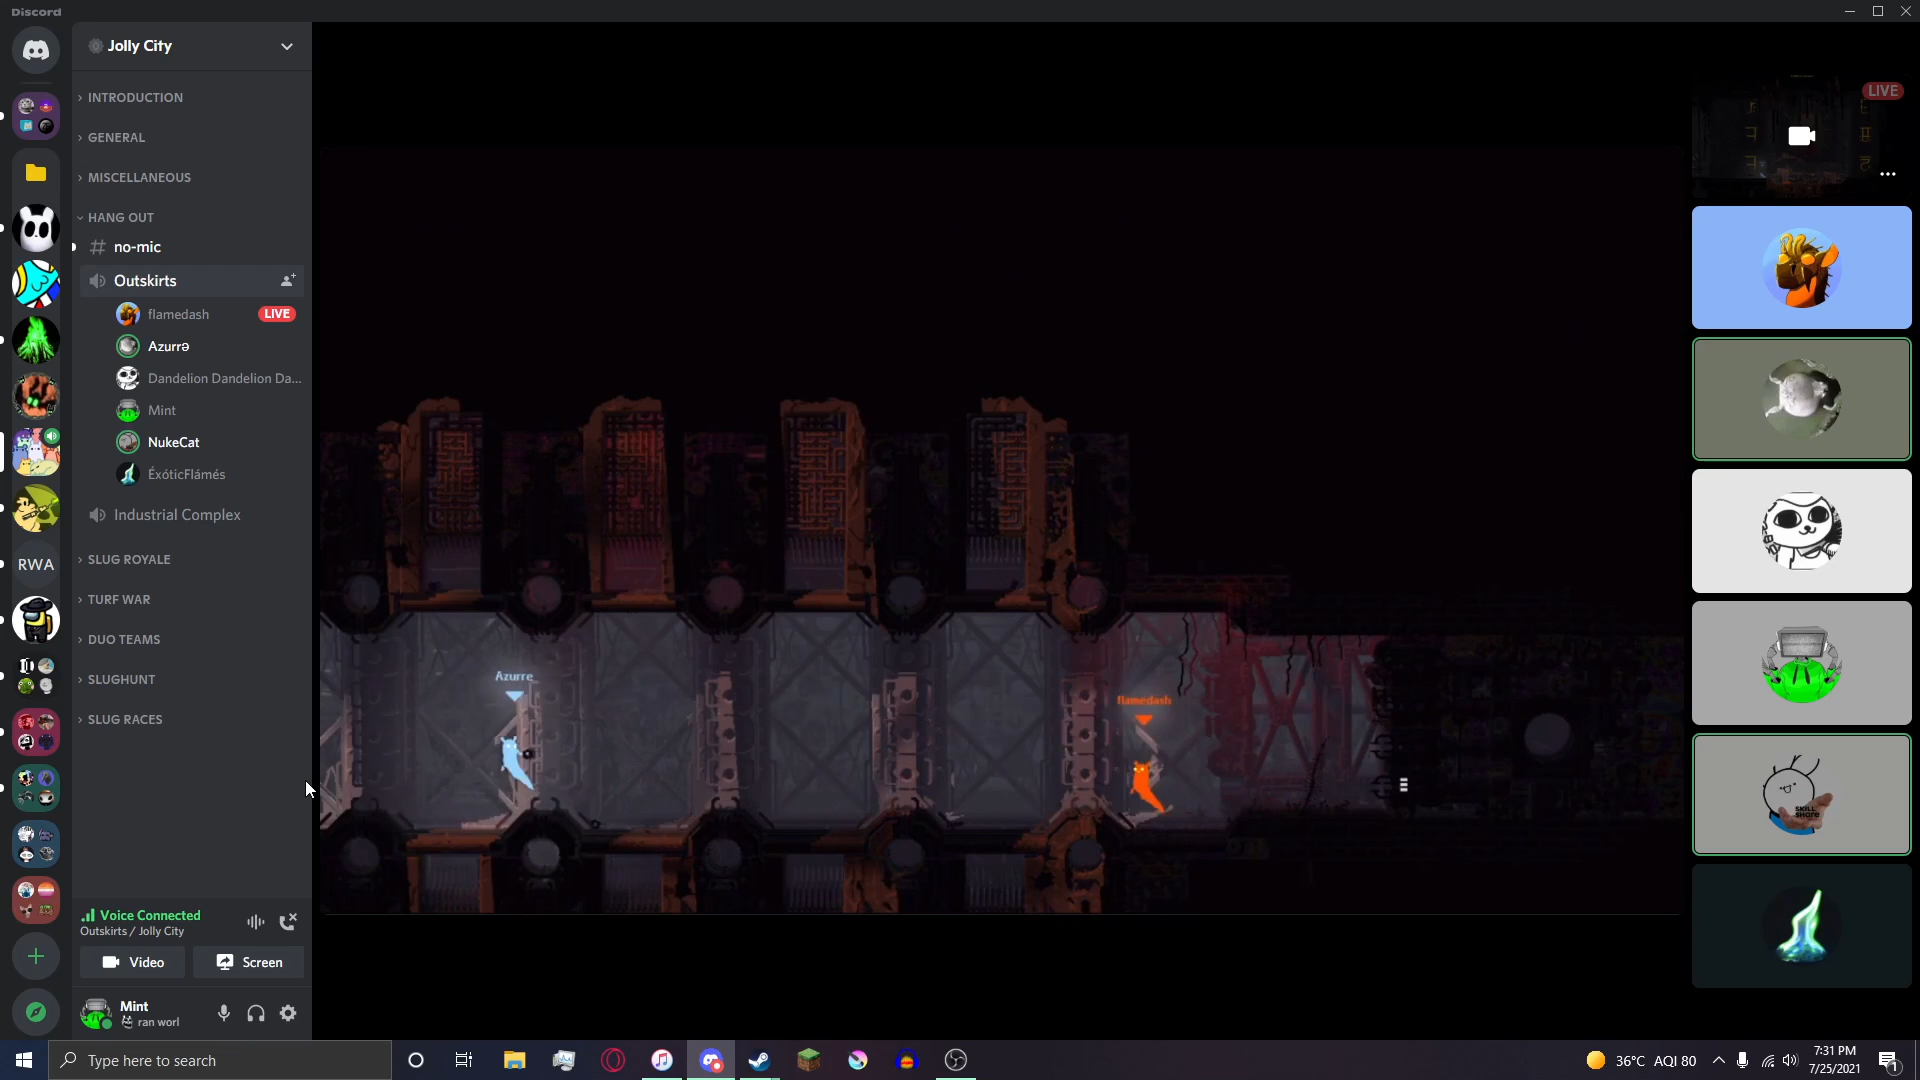 Discord
Jolly City
INTRODUCTION
GENERAL
MISCELLANEOUS
HANG OUT
no-mic
Outskirts
flamedash
LIVE
Azurrə
Dandelion Dandelion Da...
Mint
NukeCat
ÉxóticFlámés
Industrial Complex
SLUG ROYALE
RWA
TURF WAR
DUO TEAMS
SLUGHUNT
SLUG RACES
Voice Connected
Outskirts / Jolly City
Video
Screen
Mint
ran worl
Azurre
flamedash
LIVE
SKILL
SHARE
Type here to search
36°C AQI 80
7:31 PM
7/25/2021
1